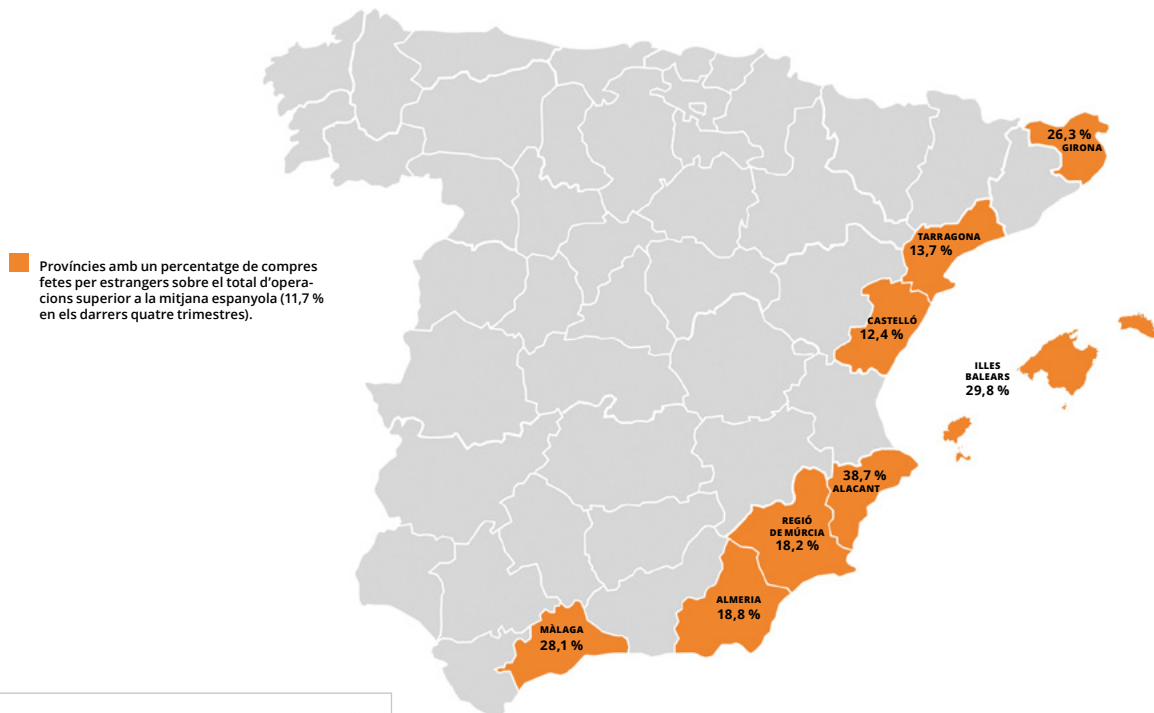 26,3 %
GIRONA
TARRAGONA
13,7 %
Províncies amb un percentatge de compres
fetes per estrangers sobre el total d’opera-
cions superior a la mitjana espanyola (11,7 %
en els darrers quatre trimestres).
CASTELLÓ
12,4 %
ILLES
BALEARS
29,8 %
38,7 %
ALACANT
REGIÓ
DE MÚRCIA
18,2 %
ALMERIA
18,8 %
MÀLAGA
28,1 %